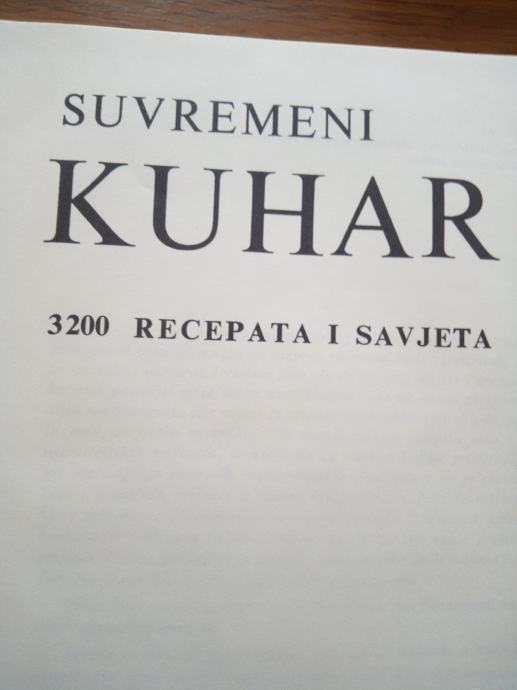 SUVREMENI
KUHAR
3200 RECEPATA I SAVJETA